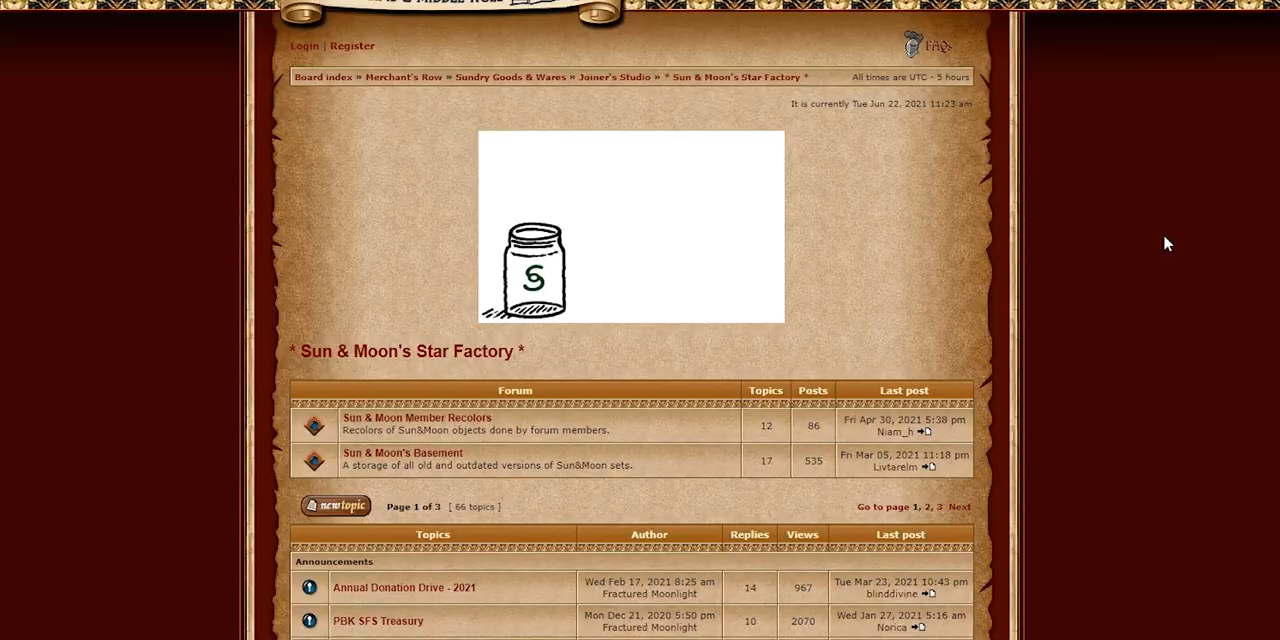 Login | Register
FAQs
Board index » Merchant's Row » Sundry Goods & Wares » Joiner's Studio » * Sun & Moon's Star Factory *
All times are UTC - 5 hours
It is currently Tue Jun 22, 2021 11:23 am
S
* Sun & Moon's Star Factory *
Forum Topics Posts Last post
Sun & Moon Member Recolors
Recolors of Sun&Moon objects done by forum members.
12 86
Fri Apr 30, 2021 5:38 pm
Niam_h
Sun & Moon's Basement
A storage of all old and outdated versions of Sun&Moon sets.
17 535
Fri Mar 05, 2021 11:18 pm
Livtarelm
newtopic Page 1 of 3 [ 66 topics ]
Go to page 1, 2, 3 Next
Topics Author Replies Views Last post
Announcements
Annual Donation Drive - 2021
Wed Feb 17, 2021 8:25 am
Fractured Moonlight
14 967
Tue Mar 23, 2021 10:43 pm
blinddivine
PBK SFS Treasury
Mon Dec 21, 2020 5:50 pm
Fractured Moonlight
10 2070
Wed Jan 27, 2021 5:16 am
Norica